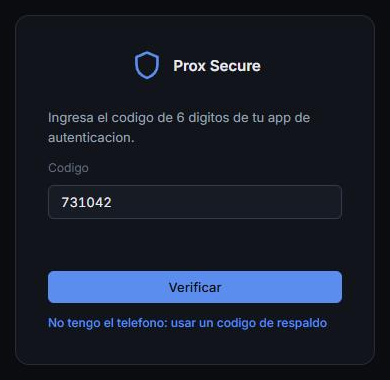 Prox Secure
Ingresa el codigo de 6 digitos de tu app de
autenticacion.
Codigo
731042
Verificar
No tengo el telefono: usar un codigo de respaldo